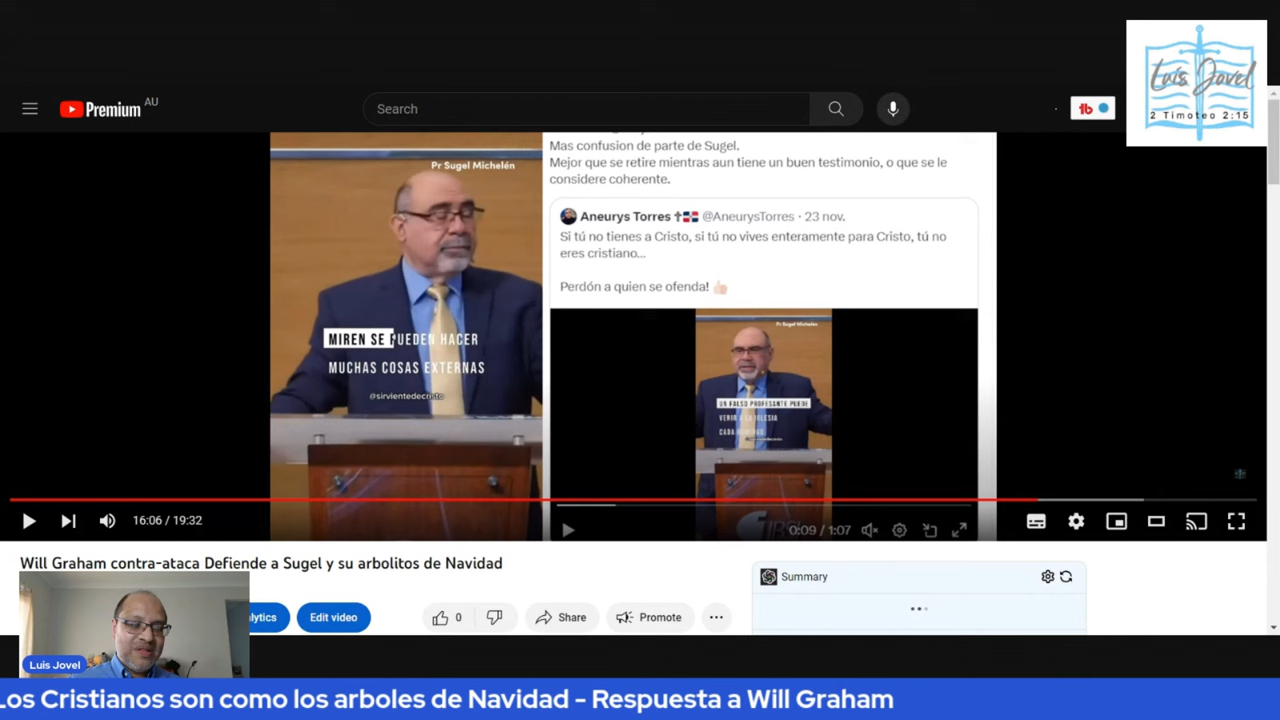 Luis Jovel
2 Timoteo 2:15
Premium
AU
Search
Pr Sugel Michelén
MIREN SE PUEDEN HACER
MUCHAS COSAS EXTERNAS
@sirvientedecristo
Mas confusion de parte de Sugel.
Mejor que se retire mientras aun tiene un buen testimonio, o que se le
considere coherente.
Aneurys Torres @AneurysTorres · 23 nov.
Si tú no tienes a Cristo, si tú no vives enteramente para Cristo, tú no
eres cristiano...
Perdón a quien se ofenda!
Pr Sugel Michelén
UN FALSO PROFESANTE PUEDE
VENIR A LA IGLESIA
CADA
0:09 / 1:07
16:06 / 19:32
Will Graham contra-ataca Defiende a Sugel y su arbolitos de Navidad
lytics
Edit video
0
Share
Promote
Summary
Luis Jovel
Los Cristianos son como los arboles de Navidad - Respuesta a Will Graham